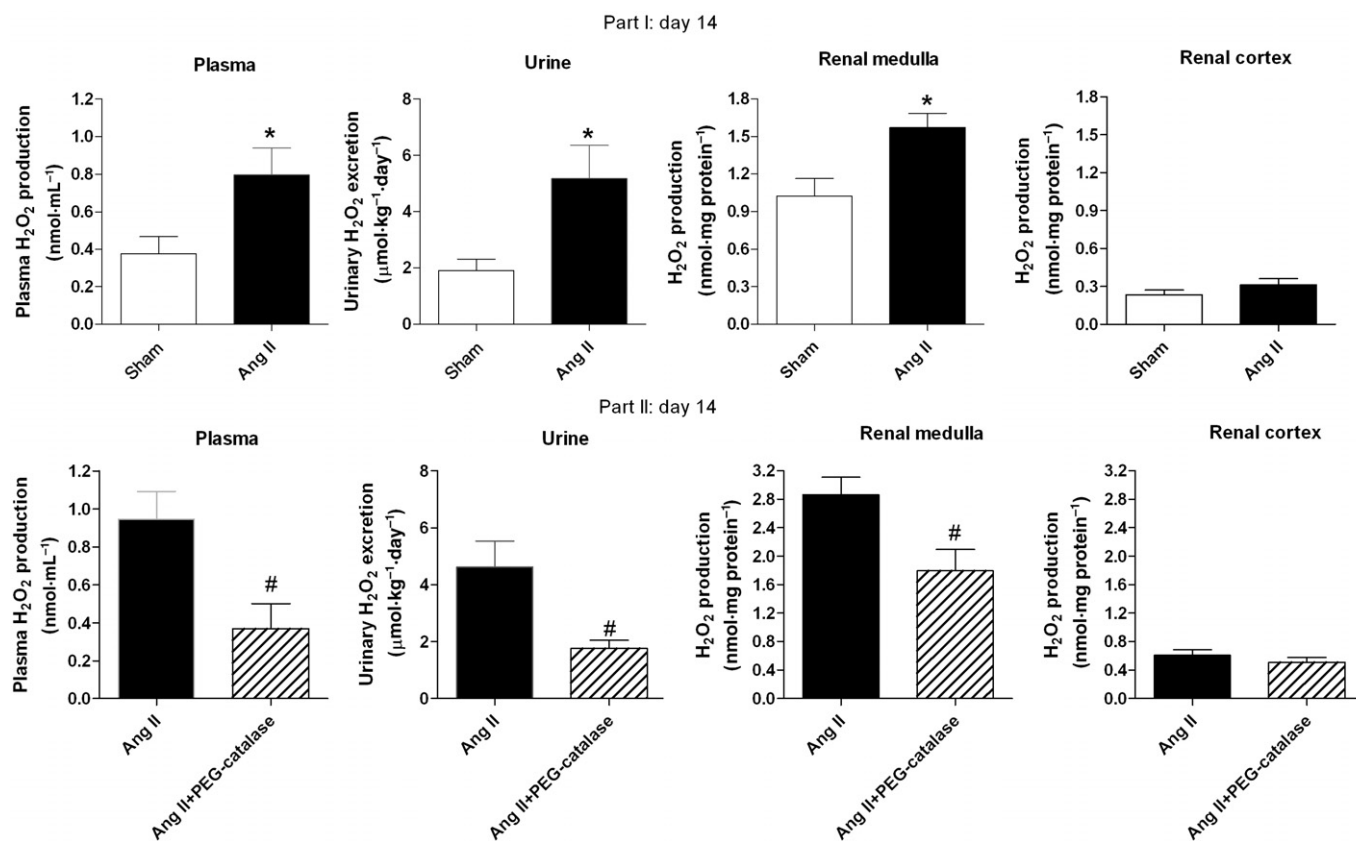 Part I: day 14
Plasma
Plasma H₂O₂ production
(nmol·mL⁻¹)
1.2
1.0
0.8
0.6
0.4
0.2
0.0
*
Sham
Ang II
Urine
Urinary H₂O₂ excretion
(μmol·kg⁻¹·day⁻¹)
8
6
4
2
0
*
Sham
Ang II
Renal medulla
H₂O₂ production
(nmol·mg protein⁻¹)
1.8
1.5
1.2
0.9
0.6
0.3
0.0
*
Sham
Ang II
Renal cortex
H₂O₂ production
(nmol·mg protein⁻¹)
1.8
1.5
1.2
0.9
0.6
0.3
0.0
Sham
Ang II
Part II: day 14
Plasma
Plasma H₂O₂ production
(nmol·mL⁻¹)
1.2
1.0
0.8
0.6
0.4
0.2
0.0
#
Ang II
Ang II+PEG-catalase
Urine
Urinary H₂O₂ excretion
(μmol·kg⁻¹·day⁻¹)
8
6
4
2
0
#
Ang II
Ang II+PEG-catalase
Renal medulla
H₂O₂ production
(nmol·mg protein⁻¹)
3.2
2.8
2.4
2.0
1.6
1.2
0.8
0.4
0.0
#
Ang II
Ang II+PEG-catalase
Renal cortex
H₂O₂ production
(nmol·mg protein⁻¹)
3.2
2.8
2.4
2.0
1.6
1.2
0.8
0.4
0.0
Ang II
Ang II+PEG-catalase